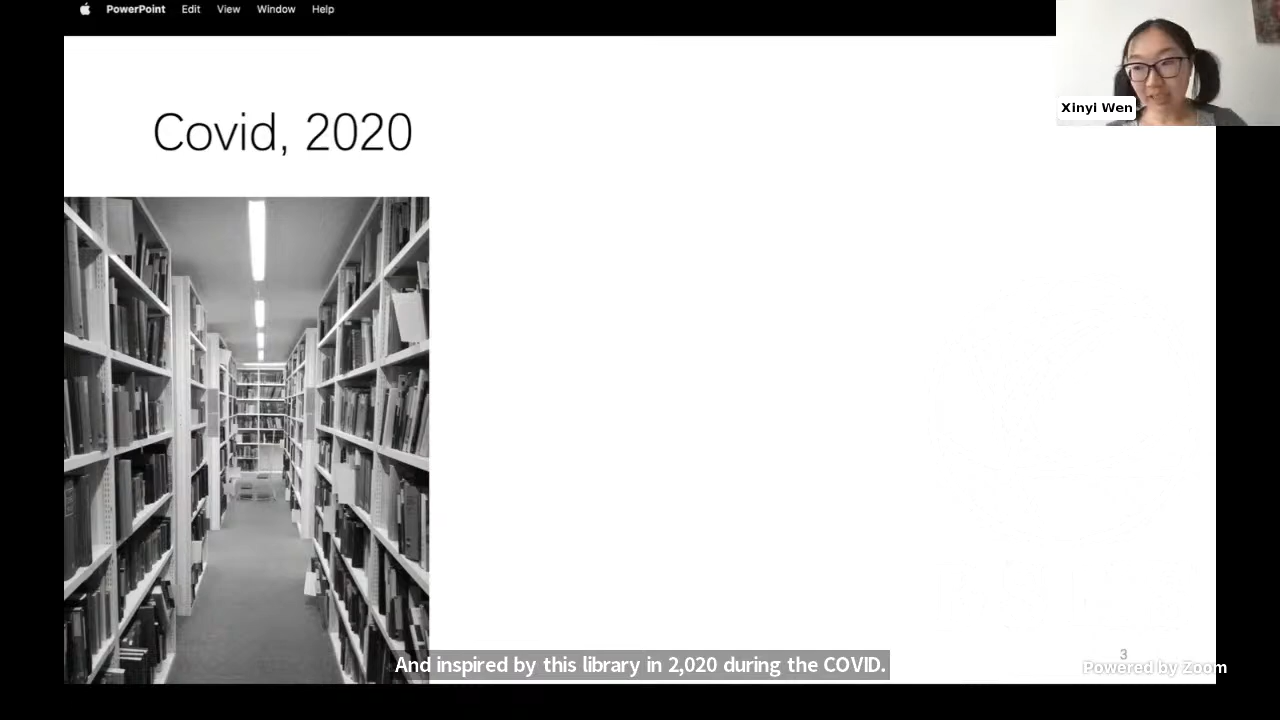 PowerPoint Edit View Window Help
Xinyi Wen
Covid, 2020
And inspired by this library in 2,020 during the COVID.
3
Powered by Zoom